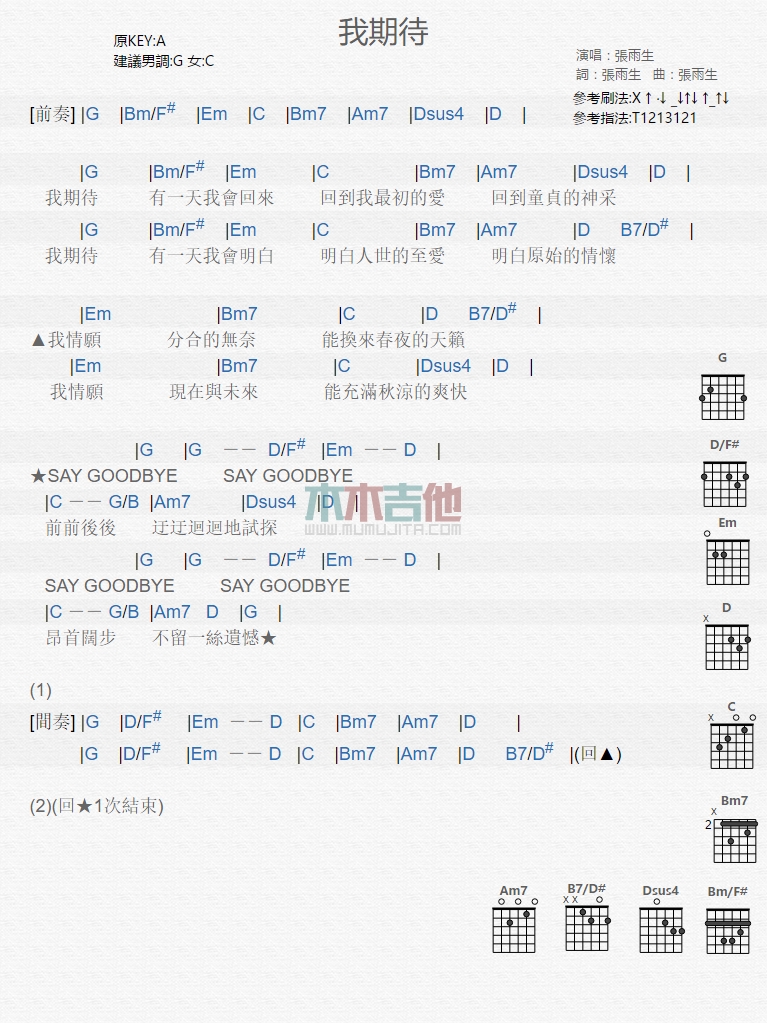 我期待
原KEY:A
建議男調:G 女:C
演唱：張雨生
詞：張雨生 曲：張雨生
參考刷法:X↑·↓_↓↑↓↑_↑↓
參考指法:T1213121
[前奏] |G |Bm/F# |Em |C |Bm7 |Am7 |Dsus4 |D |
|G |Bm/F# |Em |C |Bm7 |Am7 |Dsus4 |D |
我期待 有一天我會回來 回到我最初的愛 回到童貞的神采
|G |Bm/F# |Em |C |Bm7 |Am7 |D B7/D# |
我期待 有一天我會明白 明白人世的至愛 明白原始的情懷
|Em |Bm7 |C |D B7/D# |
▲我情願 分合的無奈 能換來春夜的天籟
|Em |Bm7 |C |Dsus4 |D |
我情願 現在與未來 能充滿秋涼的爽快
|G |G －－ D/F# |Em －－ D |
★SAY GOODBYE SAY GOODBYE
|C －－ G/B |Am7 |Dsus4 |D |
前前後後 迂迂迴迴地試探
|G |G －－ D/F# |Em －－ D |
SAY GOODBYE SAY GOODBYE
|C －－ G/B |Am7 D |G |
昂首闊步 不留一絲遺憾★
(1)
[間奏] |G |D/F# |Em －－ D |C |Bm7 |Am7 |D |
|G |D/F# |Em －－ D |C |Bm7 |Am7 |D B7/D# |(回▲)
(2)(回★1次結束)
木木吉他
WWW.MUMUJITA.COM
G
D/F#
Em
D
X
C
X
Bm7
X
2
Am7
B7/D#
X X
Dsus4
Bm/F#